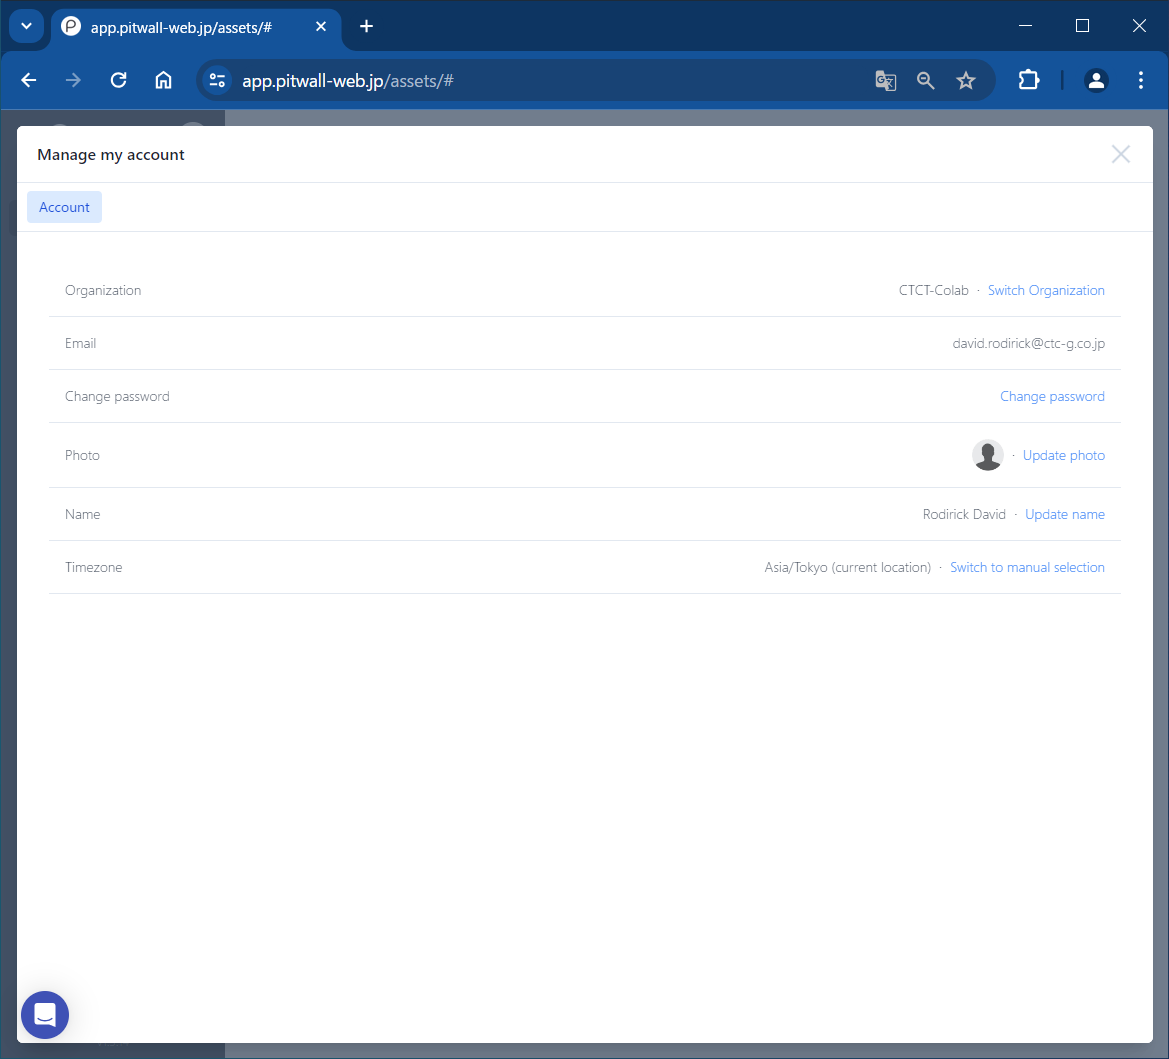 app.pitwall-web.jp/assets/#
app.pitwall-web.jp/assets/#
Manage my account
Account
Organization CTCT-Colab · Switch Organization
Email david.rodirick@ctc-g.co.jp
Change password Change password
Photo · Update photo
Name Rodirick David · Update name
Timezone Asia/Tokyo (current location) · Switch to manual selection